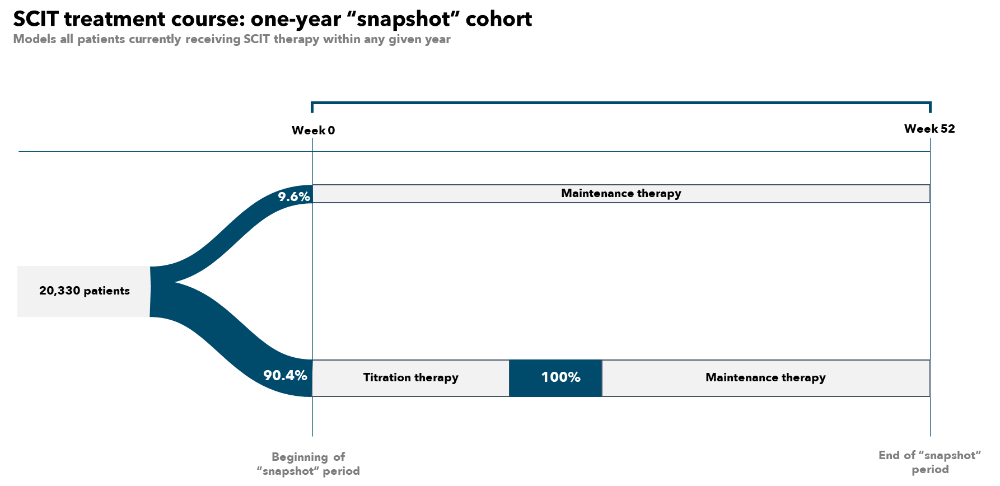 SCIT treatment course: one-year “snapshot” cohort
Models all patients currently receiving SCIT therapy within any given year
Week 0
Week 52
9.6%
Maintenance therapy
20,330 patients
90.4%
Titration therapy
100%
Maintenance therapy
Beginning of
“snapshot” period
End of “snapshot”
period